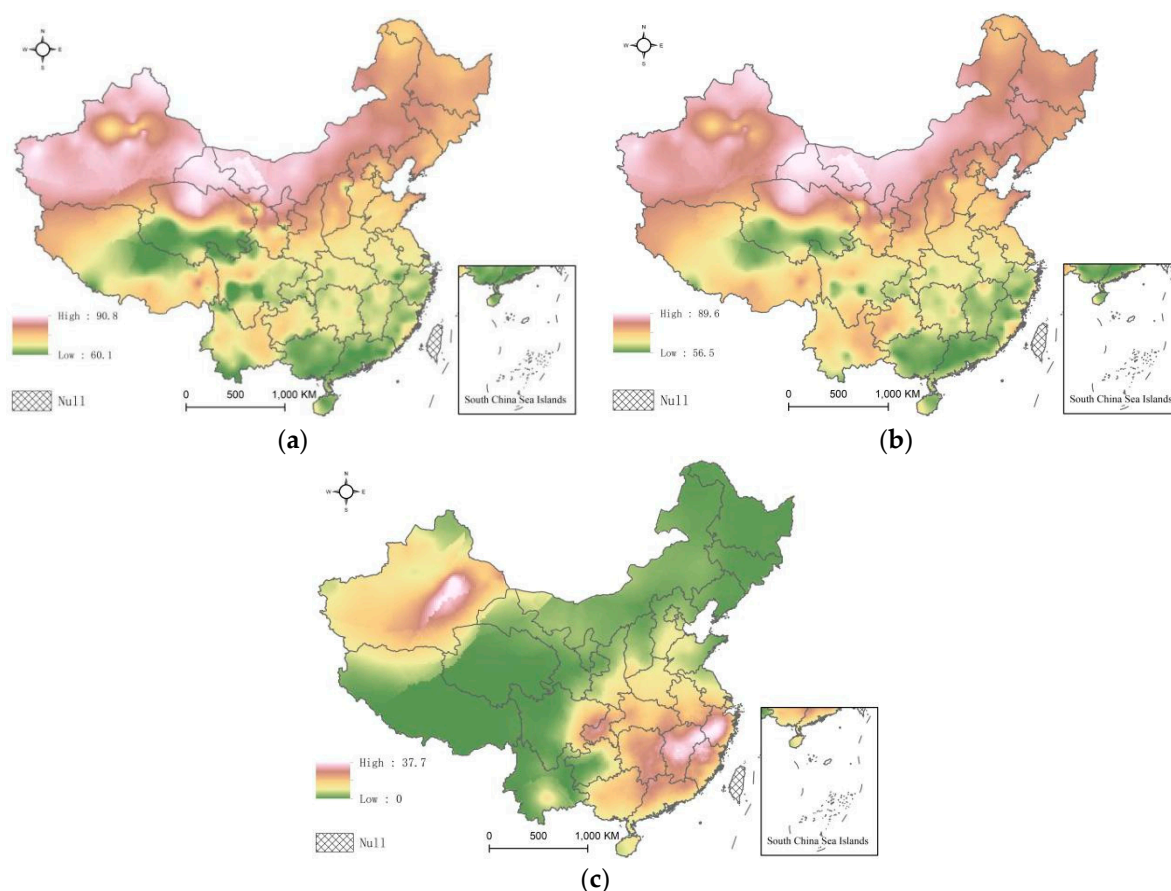 N
W E
S
High : 90.8
Low : 60.1
Null
0 500 1,000 KM
South China Sea Islands
(a)
N
W E
S
High : 89.6
Low : 56.5
Null
0 500 1,000 KM
South China Sea Islands
(b)
N
W E
S
High : 37.7
Low : 0
Null
0 500 1,000 KM
South China Sea Islands
(c)